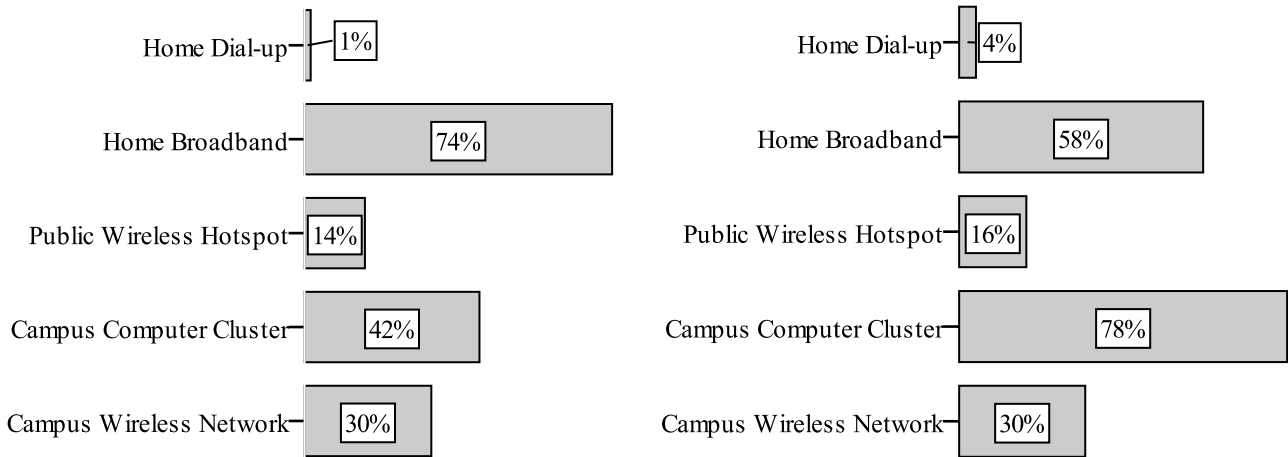 Home Dial-up
1%
Home Broadband
74%
Public Wireless Hotspot
14%
Campus Computer Cluster
42%
Campus Wireless Network
30%
Home Dial-up
4%
Home Broadband
58%
Public Wireless Hotspot
16%
Campus Computer Cluster
78%
Campus Wireless Network
30%